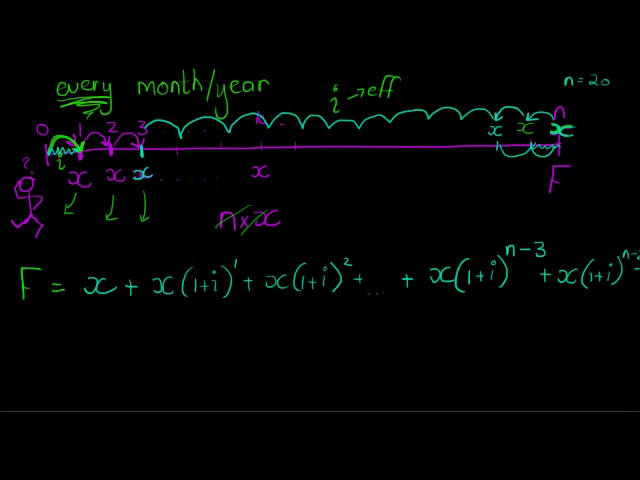 every month/year
i → eff
n = 20
0 1 2 3 n
x x x
i
x x x . . . . . . x F
n × x
F = x + x(1+i)^1 + x(1+i)^2 + ... + x(1+i)^{n-3} + x(1+i)^{n-2}